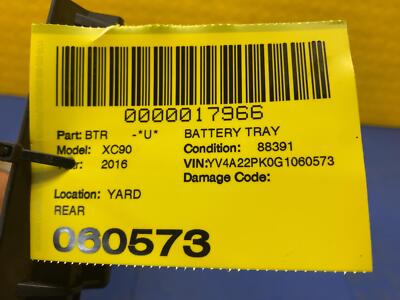 0000017966
Part: BTR -*U* BATTERY TRAY
Model: XC90 Condition: 88391
2016 VIN:YV4A22PK0G1060573
Damage Code:
Location: YARD
REAR
060573